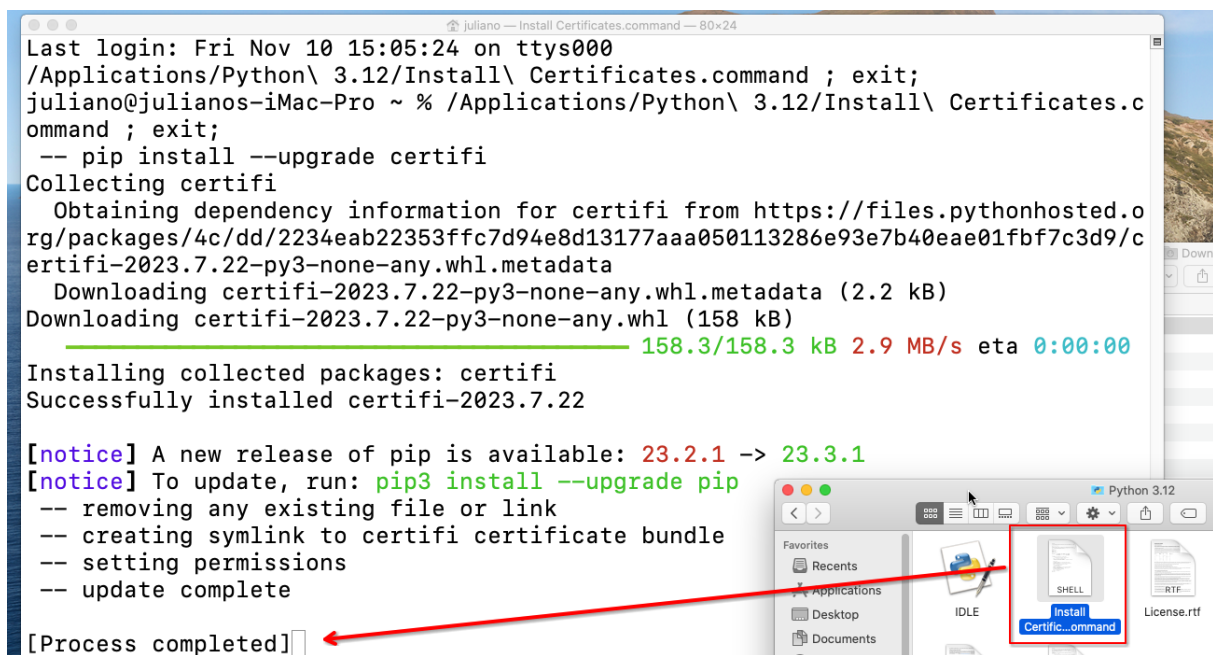 juliano — Install Certificates.command — 80×24
Last login: Fri Nov 10 15:05:24 on ttys000
/Applications/Python\ 3.12/Install\ Certificates.command ; exit;
juliano@julianos-iMac-Pro ~ % /Applications/Python\ 3.12/Install\ Certificates.c
ommand ; exit;
 -- pip install --upgrade certifi
Collecting certifi
  Obtaining dependency information for certifi from https://files.pythonhosted.o
rg/packages/4c/dd/2234eab22353ffc7d94e8d13177aaa050113286e93e7b40eae01fbf7c3d9/c
ertifi-2023.7.22-py3-none-any.whl.metadata
  Downloading certifi-2023.7.22-py3-none-any.whl.metadata (2.2 kB)
Downloading certifi-2023.7.22-py3-none-any.whl (158 kB)
158.3/158.3 kB 2.9 MB/s eta 0:00:00
Installing collected packages: certifi
Successfully installed certifi-2023.7.22
[notice] A new release of pip is available: 23.2.1 -> 23.3.1
[notice] To update, run: pip3 install --upgrade pip
 -- removing any existing file or link
 -- creating symlink to certifi certificate bundle
 -- setting permissions
 -- update complete
[Process completed]
Down
Python 3.12
Favorites
Recents
Applications
Desktop
Documents
IDLE
SHELL
Install
Certific...ommand
RTF
License.rtf